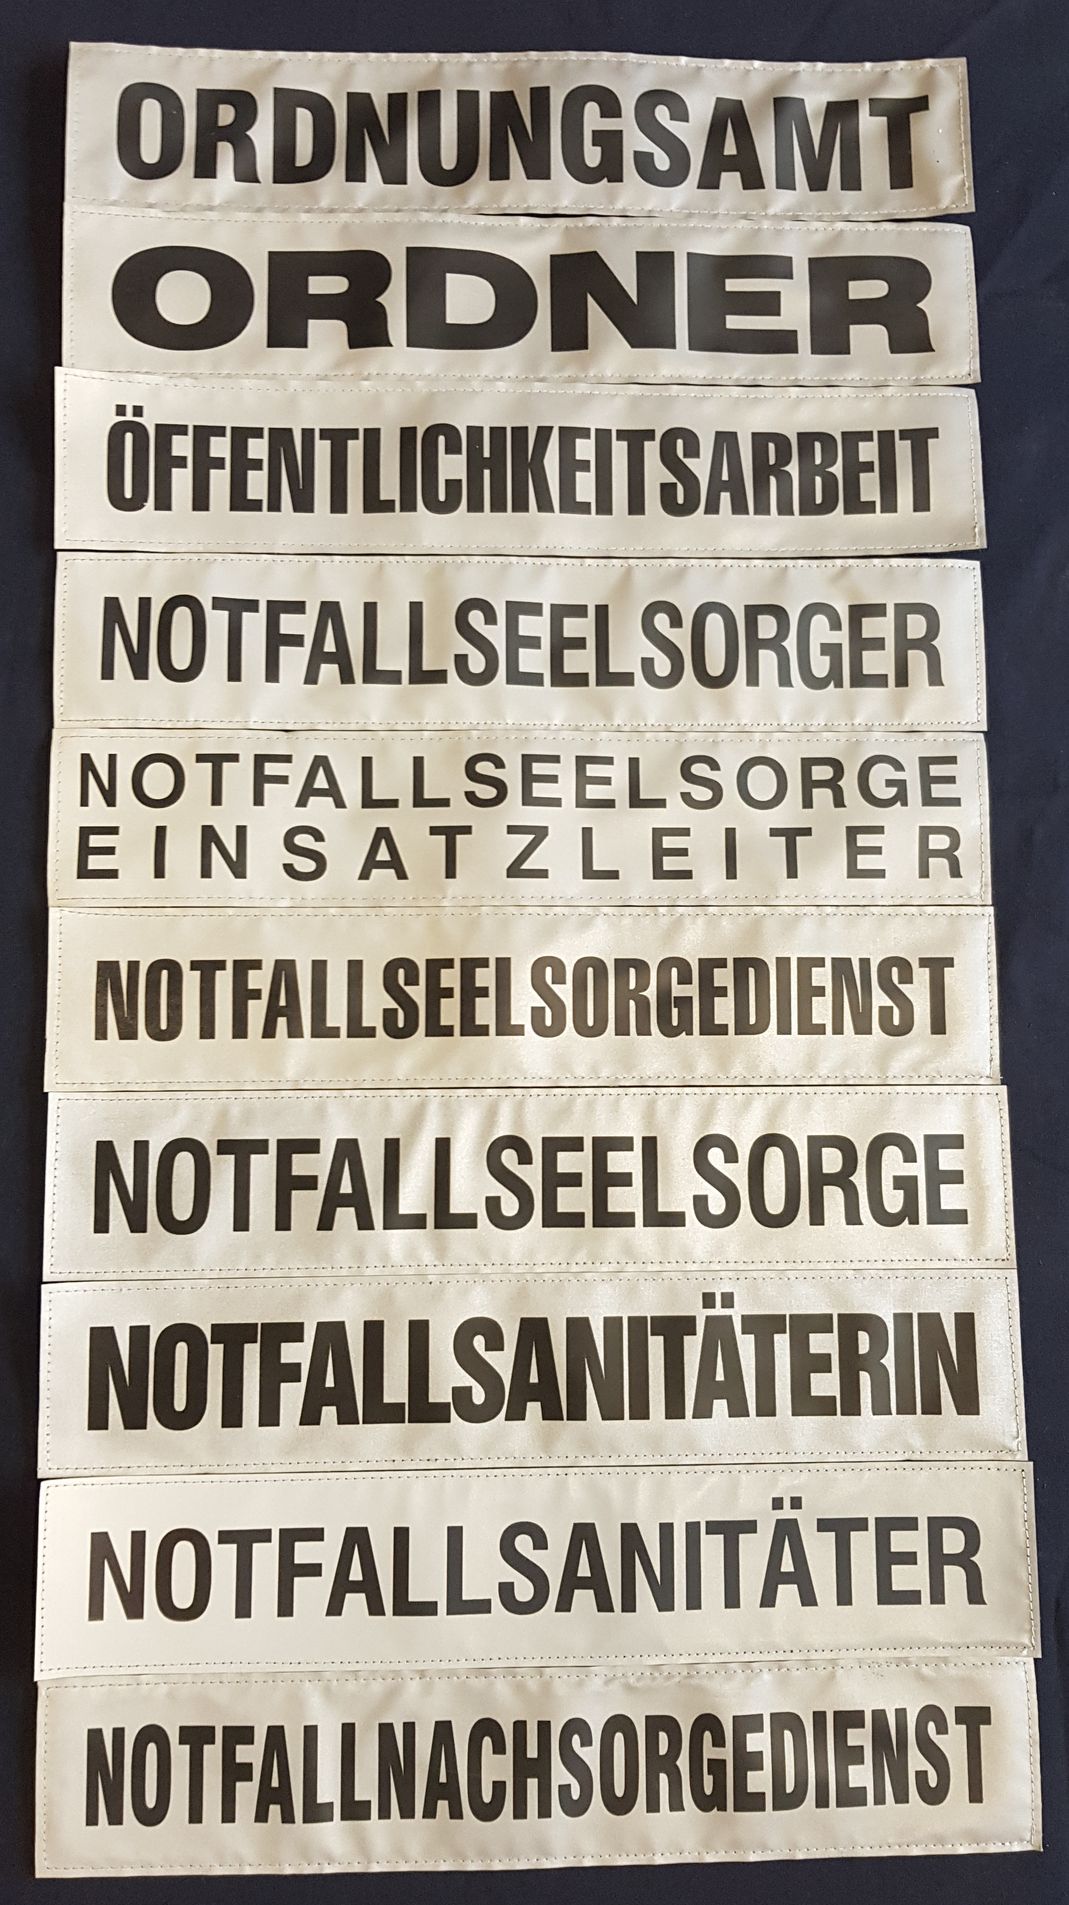 ORDNUNGSAMT
ORDNER
ÖFFENTLICHKEITSARBEIT
NOTFALLSEELSORGER
NOTFALLSEELSORGE
EINSATZLEITER
NOTFALLSEELSORGEDIENST
NOTFALLSEELSORGE
NOTFALLSANITÄTERIN
NOTFALLSANITÄTER
NOTFALLNACHSORGEDIENST